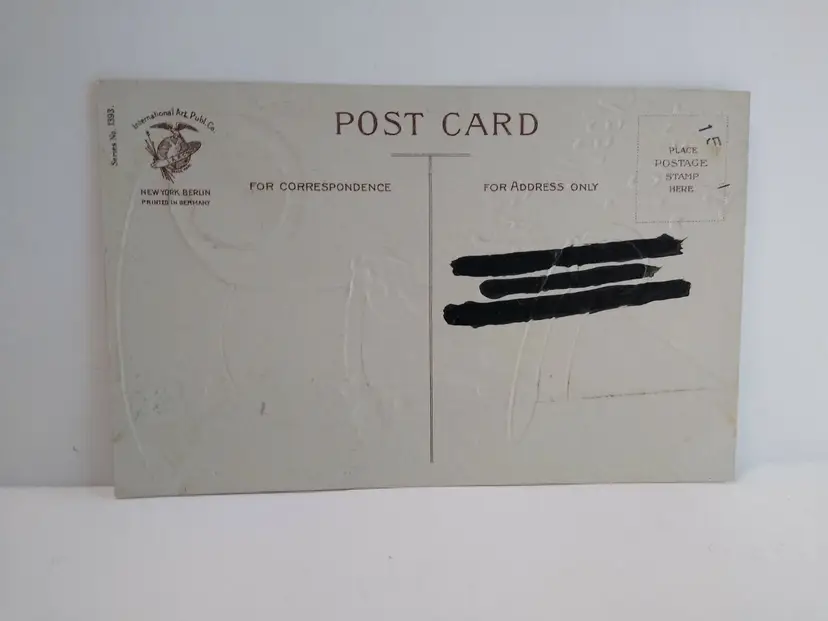 Series No. 1393.
International Art Publ. Co.
NEW YORK BERLIN
PRINTED IN GERMANY
POST CARD
FOR CORRESPONDENCE
FOR ADDRESS ONLY
PLACE
POSTAGE
STAMP
HERE